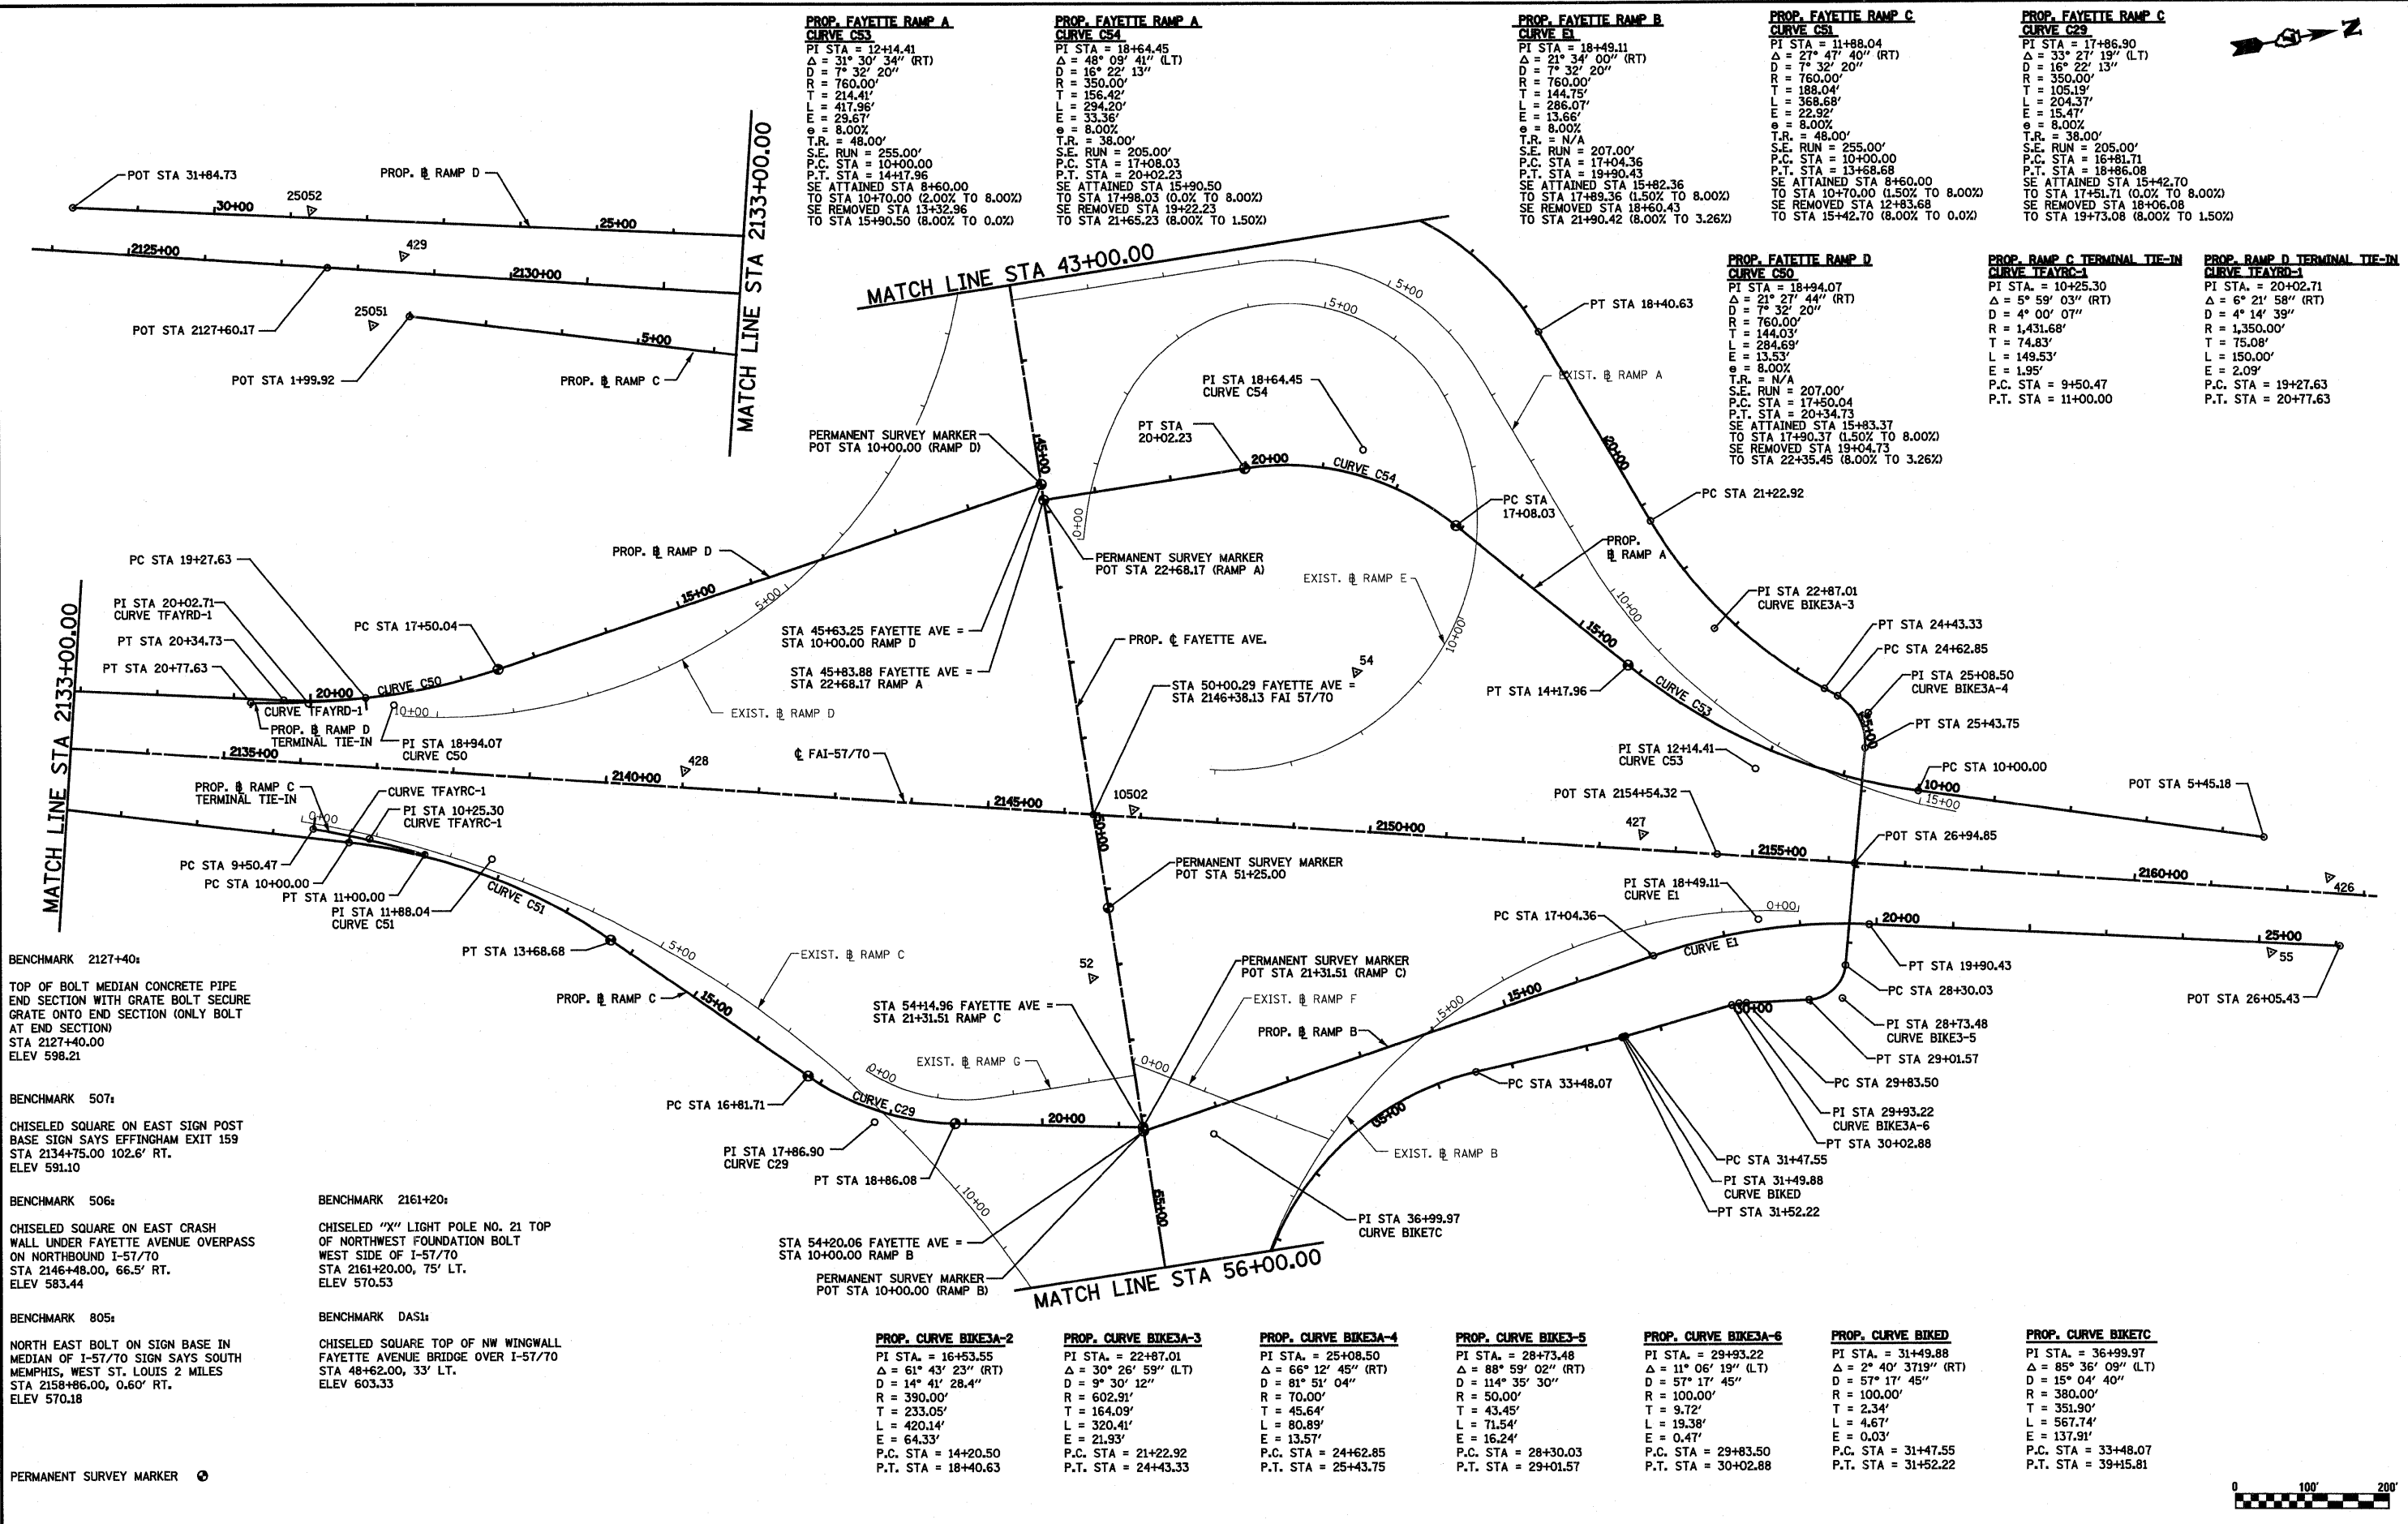 PROP. FAYETTE RAMP A
CURVE C53
PI STA = 12+14.41
Δ = 31° 30' 34" (RT)
D = 7° 32' 20"
R = 760.00'
T = 214.41'
L = 417.96'
E = 29.67'
e = 8.00%
T.R. = 48.00'
S.E. RUN = 255.00'
P.C. STA = 10+00.00
P.T. STA = 14+17.96
SE ATTAINED STA 8+60.00
TO STA 10+70.00 (2.00% TO 8.00%)
SE REMOVED STA 13+32.96
TO STA 15+90.50 (8.00% TO 0.0%)
PROP. FAYETTE RAMP A
CURVE C54
PI STA = 18+64.45
Δ = 48° 09' 41" (LT)
D = 16° 22' 13"
R = 350.00'
T = 156.42'
L = 294.20'
E = 33.36'
e = 8.00%
T.R. = 38.00'
S.E. RUN = 205.00'
P.C. STA = 17+08.03
P.T. STA = 20+02.23
SE ATTAINED STA 15+90.50
TO STA 17+98.03 (0.0% TO 8.00%)
SE REMOVED STA 19+22.23
TO STA 21+65.23 (8.00% TO 1.50%)
PROP. FAYETTE RAMP B
CURVE E1
PI STA = 18+49.11
Δ = 21° 34' 00" (RT)
D = 7° 32' 20"
R = 760.00'
T = 144.75'
L = 286.07'
E = 13.66'
e = 8.00%
T.R. = N/A
S.E. RUN = 207.00'
P.C. STA = 17+04.36
P.T. STA = 19+90.43
SE ATTAINED STA 15+82.36
TO STA 17+89.36 (1.50% TO 8.00%)
SE REMOVED STA 18+60.43
TO STA 21+90.42 (8.00% TO 3.26%)
PROP. FAYETTE RAMP C
CURVE C51
PI STA = 11+88.04
Δ = 27° 47' 40" (RT)
D = 7° 32' 20"
R = 760.00'
T = 188.04'
L = 368.68'
E = 22.92'
e = 8.00%
T.R. = 48.00'
S.E. RUN = 255.00'
P.C. STA = 10+00.00
P.T. STA = 13+68.68
SE ATTAINED STA 8+60.00
TO STA 10+70.00 (1.50% TO 8.00%)
SE REMOVED STA 12+83.68
TO STA 15+42.70 (8.00% TO 0.0%)
PROP. FAYETTE RAMP C
CURVE C29
PI STA = 17+86.90
Δ = 33° 27' 19" (LT)
D = 16° 22' 13"
R = 350.00'
T = 105.19'
L = 204.37'
E = 15.47'
e = 8.00%
T.R. = 38.00'
S.E. RUN = 205.00'
P.C. STA = 16+81.71
P.T. STA = 18+86.08
SE ATTAINED STA 15+42.70
TO STA 17+51.71 (0.0% TO 8.00%)
SE REMOVED STA 18+06.08
TO STA 19+73.08 (8.00% TO 1.50%)
Z
PROP. FATETTE RAMP D
CURVE C50
PI STA = 18+94.07
Δ = 21° 27' 44" (RT)
D = 7° 32' 20"
R = 760.00'
T = 144.03'
L = 284.69'
E = 13.53'
e = 8.00%
T.R. = N/A
S.E. RUN = 207.00'
P.C. STA = 17+50.04
P.T. STA = 20+34.73
SE ATTAINED STA 15+83.37
TO STA 17+90.37 (1.50% TO 8.00%)
SE REMOVED STA 19+04.73
TO STA 22+35.45 (8.00% TO 3.26%)
PROP. RAMP C TERMINAL TIE-IN
CURVE TFAYRC-1
PI STA. = 10+25.30
Δ = 5° 59' 03" (RT)
D = 4° 00' 07"
R = 1,431.68'
T = 74.83'
L = 149.53'
E = 1.95'
P.C. STA = 9+50.47
P.T. STA = 11+00.00
PROP. RAMP D TERMINAL TIE-IN
CURVE TFAYRD-1
PI STA. = 20+02.71
Δ = 6° 21' 58" (RT)
D = 4° 14' 39"
R = 1,350.00'
T = 75.08'
L = 150.00'
E = 2.09'
P.C. STA = 19+27.63
P.T. STA = 20+77.63
POT STA 31+84.73
30+00
25052
PROP. ℄ RAMP D
25+00
MATCH LINE STA 2133+00.00
2125+00
429
2130+00
25051
POT STA 2127+60.17
5+00
POT STA 1+99.92
PROP. ℄ RAMP C
MATCH LINE STA 43+00.00
5+00
5+00
PT STA 18+40.63
EXIST. ℄ RAMP A
PI STA 18+64.45
CURVE C54
PT STA
20+02.23
PERMANENT SURVEY MARKER
POT STA 10+00.00 (RAMP D)
45+00
20+00
CURVE C54
20+00
PC STA
17+08.03
PC STA 21+22.92
0+00
PROP.
℄ RAMP A
PROP. ℄ RAMP D
PERMANENT SURVEY MARKER
POT STA 22+68.17 (RAMP A)
EXIST. ℄ RAMP E
10+00
PI STA 22+87.01
CURVE BIKE3A-3
PC STA 19+27.63
PI STA 20+02.71
CURVE TFAYRD-1
PT STA 20+34.73
PT STA 20+77.63
PC STA 17+50.04
15+00
5+00
STA 45+63.25 FAYETTE AVE =
STA 10+00.00 RAMP D
STA 45+83.88 FAYETTE AVE =
STA 22+68.17 RAMP A
PROP. ℄ FAYETTE AVE.
54
10+00
15+00
PT STA 24+43.33
PC STA 24+62.85
PI STA 25+08.50
CURVE BIKE3A-4
MATCH LINE STA 2133+00.00
20+00
CURVE C50
CURVE TFAYRD-1
10+00
EXIST. ℄ RAMP D
STA 50+00.29 FAYETTE AVE =
STA 2146+38.13 FAI 57/70
PT STA 14+17.96
CURVE C53
25+00
PT STA 25+43.75
PROP. ℄ RAMP D
TERMINAL TIE-IN
PI STA 18+94.07
CURVE C50
2135+00
428
2140+00
℄ FAI-57/70
PI STA 12+14.41
CURVE C53
PC STA 10+00.00
10+00
15+00
POT STA 5+45.18
PROP. ℄ RAMP C
TERMINAL TIE-IN
CURVE TFAYRC-1
PI STA 10+25.30
CURVE TFAYRC-1
0+00
2145+00
10502
50+00
POT STA 2154+54.32
2150+00
427
2155+00
POT STA 26+94.85
PC STA 9+50.47
PC STA 10+00.00
PT STA 11+00.00
PI STA 11+88.04
CURVE C51
CURVE C51
PERMANENT SURVEY MARKER
POT STA 51+25.00
PI STA 18+49.11
CURVE E1
0+00
2160+00
426
PT STA 13+68.68
5+00
EXIST. ℄ RAMP C
PC STA 17+04.36
CURVE E1
20+00
25+00
55
PT STA 19+90.43
52
PERMANENT SURVEY MARKER
POT STA 21+31.51 (RAMP C)
PROP. ℄ RAMP C
15+00
STA 54+14.96 FAYETTE AVE =
STA 21+31.51 RAMP C
EXIST. ℄ RAMP F
15+00
5+00
PROP. ℄ RAMP B
30+00
PC STA 28+30.03
POT STA 26+05.43
PI STA 28+73.48
CURVE BIKE3-5
PT STA 29+01.57
EXIST. ℄ RAMP G
0+00
0+00
PC STA 33+48.07
PC STA 29+83.50
PC STA 16+81.71
CURVE C29
20+00
35+00
PI STA 29+93.22
CURVE BIKE3A-6
PT STA 30+02.88
PI STA 17+86.90
CURVE C29
PT STA 18+86.08
EXIST. ℄ RAMP B
PC STA 31+47.55
PI STA 31+49.88
CURVE BIKED
PT STA 31+52.22
10+00
55+00
PI STA 36+99.97
CURVE BIKE7C
STA 54+20.06 FAYETTE AVE =
STA 10+00.00 RAMP B
PERMANENT SURVEY MARKER
POT STA 10+00.00 (RAMP B)
MATCH LINE STA 56+00.00
BENCHMARK 2127+40:
TOP OF BOLT MEDIAN CONCRETE PIPE
END SECTION WITH GRATE BOLT SECURE
GRATE ONTO END SECTION (ONLY BOLT
AT END SECTION)
STA 2127+40.00
ELEV 598.21
BENCHMARK 507:
CHISELED SQUARE ON EAST SIGN POST
BASE SIGN SAYS EFFINGHAM EXIT 159
STA 2134+75.00 102.6' RT.
ELEV 591.10
BENCHMARK 506:
CHISELED SQUARE ON EAST CRASH
WALL UNDER FAYETTE AVENUE OVERPASS
ON NORTHBOUND I-57/70
STA 2146+48.00, 66.5' RT.
ELEV 583.44
BENCHMARK 805:
NORTH EAST BOLT ON SIGN BASE IN
MEDIAN OF I-57/70 SIGN SAYS SOUTH
MEMPHIS, WEST ST. LOUIS 2 MILES
STA 2158+86.00, 0.60' RT.
ELEV 570.18
BENCHMARK 2161+20:
CHISELED "X" LIGHT POLE NO. 21 TOP
OF NORTHWEST FOUNDATION BOLT
WEST SIDE OF I-57/70
STA 2161+20.00, 75' LT.
ELEV 570.53
BENCHMARK DAS1:
CHISELED SQUARE TOP OF NW WINGWALL
FAYETTE AVENUE BRIDGE OVER I-57/70
STA 48+62.00, 33' LT.
ELEV 603.33
PERMANENT SURVEY MARKER
PROP. CURVE BIKE3A-2
PI STA. = 16+53.55
Δ = 61° 43' 23" (RT)
D = 14° 41' 28.4"
R = 390.00'
T = 233.05'
L = 420.14'
E = 64.33'
P.C. STA = 14+20.50
P.T. STA = 18+40.63
PROP. CURVE BIKE3A-3
PI STA. = 22+87.01
Δ = 30° 26' 59" (LT)
D = 9° 30' 12"
R = 602.91'
T = 164.09'
L = 320.41'
E = 21.93'
P.C. STA = 21+22.92
P.T. STA = 24+43.33
PROP. CURVE BIKE3A-4
PI STA. = 25+08.50
Δ = 66° 12' 45" (RT)
D = 81° 51' 04"
R = 70.00'
T = 45.64'
L = 80.89'
E = 13.57'
P.C. STA = 24+62.85
P.T. STA = 25+43.75
PROP. CURVE BIKE3-5
PI STA. = 28+73.48
Δ = 88° 59' 02" (RT)
D = 114° 35' 30"
R = 50.00'
T = 43.45'
L = 71.54'
E = 16.24'
P.C. STA = 28+30.03
P.T. STA = 29+01.57
PROP. CURVE BIKE3A-6
PI STA. = 29+93.22
Δ = 11° 06' 19" (LT)
D = 57° 17' 45"
R = 100.00'
T = 9.72'
L = 19.38'
E = 0.47'
P.C. STA = 29+83.50
P.T. STA = 30+02.88
PROP. CURVE BIKED
PI STA. = 31+49.88
Δ = 2° 40' 3719" (RT)
D = 57° 17' 45"
R = 100.00'
T = 2.34'
L = 4.67'
E = 0.03'
P.C. STA = 31+47.55
P.T. STA = 31+52.22
PROP. CURVE BIKE7C
PI STA. = 36+99.97
Δ = 85° 36' 09" (LT)
D = 15° 04' 40"
R = 380.00'
T = 351.90'
L = 567.74'
E = 137.91'
P.C. STA = 33+48.07
P.T. STA = 39+15.81
0 100' 200'